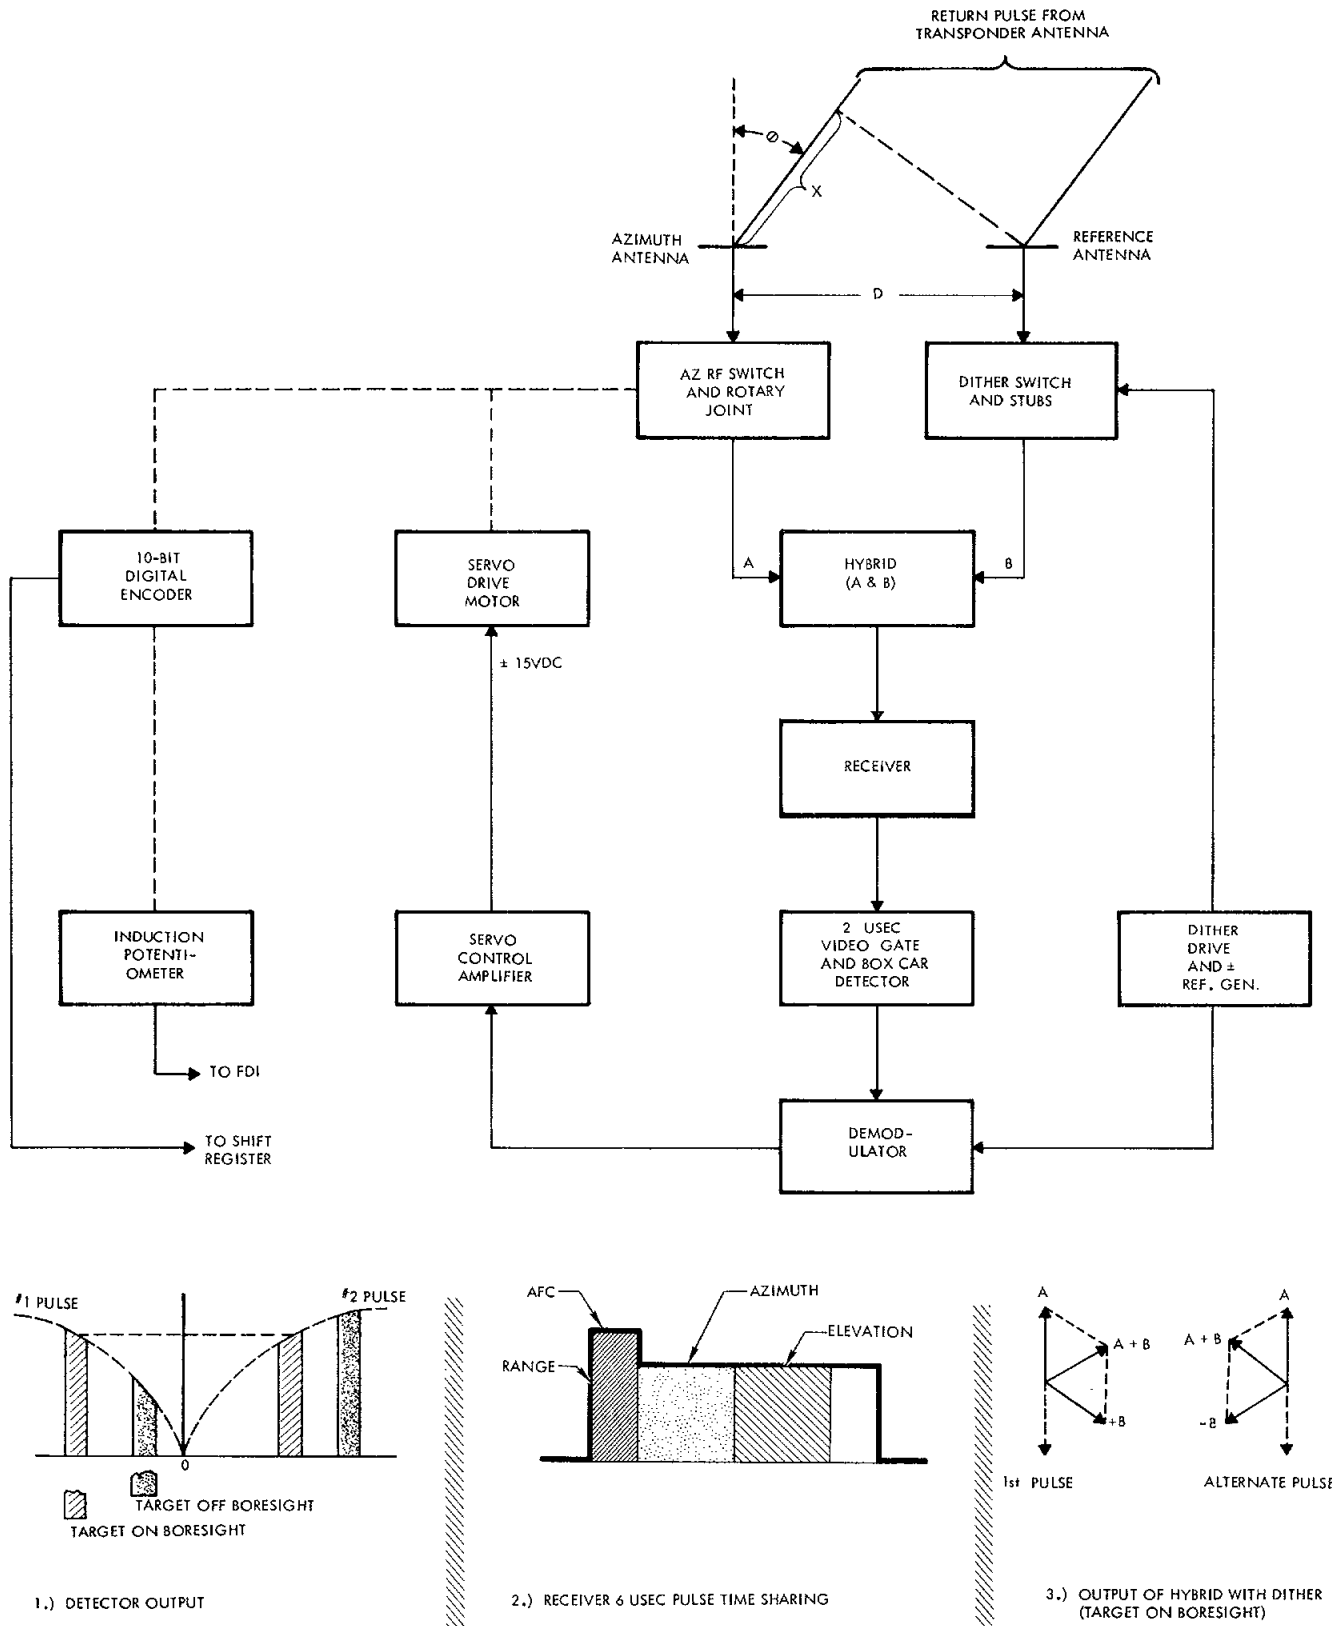 RETURN PULSE FROM
TRANSPONDER ANTENNA
Θ
X
AZIMUTH
ANTENNA
REFERENCE
ANTENNA
D
AZ RF SWITCH
AND ROTARY
JOINT
DITHER SWITCH
AND STUBS
10-BIT
DIGITAL
ENCODER
SERVO
DRIVE
MOTOR
A
HYBRID
(A & B)
B
± 15VDC
RECEIVER
INDUCTION
POTENTI-
OMETER
SERVO
CONTROL
AMPLIFIER
2 USEC
VIDEO GATE
AND BOX CAR
DETECTOR
DITHER
DRIVE
AND ±
REF. GEN.
TO FDI
TO SHIFT
REGISTER
DEMOD-
ULATOR
#1 PULSE
#2 PULSE
0
TARGET OFF BORESIGHT
TARGET ON BORESIGHT
1.) DETECTOR OUTPUT
AFC
AZIMUTH
ELEVATION
RANGE
2.) RECEIVER 6 USEC PULSE TIME SHARING
A
A + B
+B
1st PULSE
A
A + B
-B
ALTERNATE PULSE
3.) OUTPUT OF HYBRID WITH DITHER
(TARGET ON BORESIGHT)